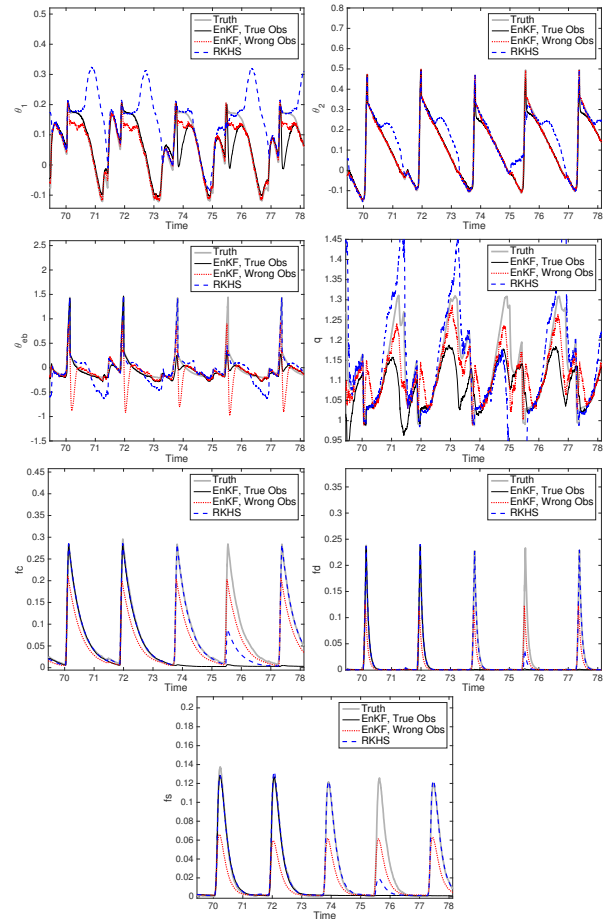 0.5
0.4
0.3
0.2
0.1
0
-0.1
θ1
Truth
EnKF, True Obs
EnKF, Wrong Obs
RKHS
70 71 72 73 74 75 76 77 78
Time
0.6
0.5
0.4
0.3
0.2
0.1
0
-0.1
θ2
Truth
EnKF, True Obs
EnKF, Wrong Obs
RKHS
70 71 72 73 74 75 76 77 78
Time
2.5
2
1.5
1
0.5
0
-0.5
-1
-1.5
θeb
Truth
EnKF, True Obs
EnKF, Wrong Obs
RKHS
70 71 72 73 74 75 76 77 78
Time
1.45
1.4
1.3
1.2
1.1
1.05
0.95
q
Truth
EnKF, True Obs
EnKF, Wrong Obs
RKHS
70 71 72 73 74 75 76 77 78
Time
0.45
0.4
0.35
0.3
0.25
0.2
0.15
0.1
0.05
0
fc
Truth
EnKF, True Obs
EnKF, Wrong Obs
RKHS
70 71 72 73 74 75 76 77 78
Time
0.35
0.3
0.25
0.2
0.15
0.1
0.05
0
fd
Truth
EnKF, True Obs
EnKF, Wrong Obs
RKHS
70 71 72 73 74 75 76 77 78
Time
0.2
0.18
0.16
0.14
0.12
0.1
0.08
0.06
0.04
0.02
0
fs
Truth
EnKF, True Obs
EnKF, Wrong Obs
RKHS
70 71 72 73 74 75 76 77 78
Time